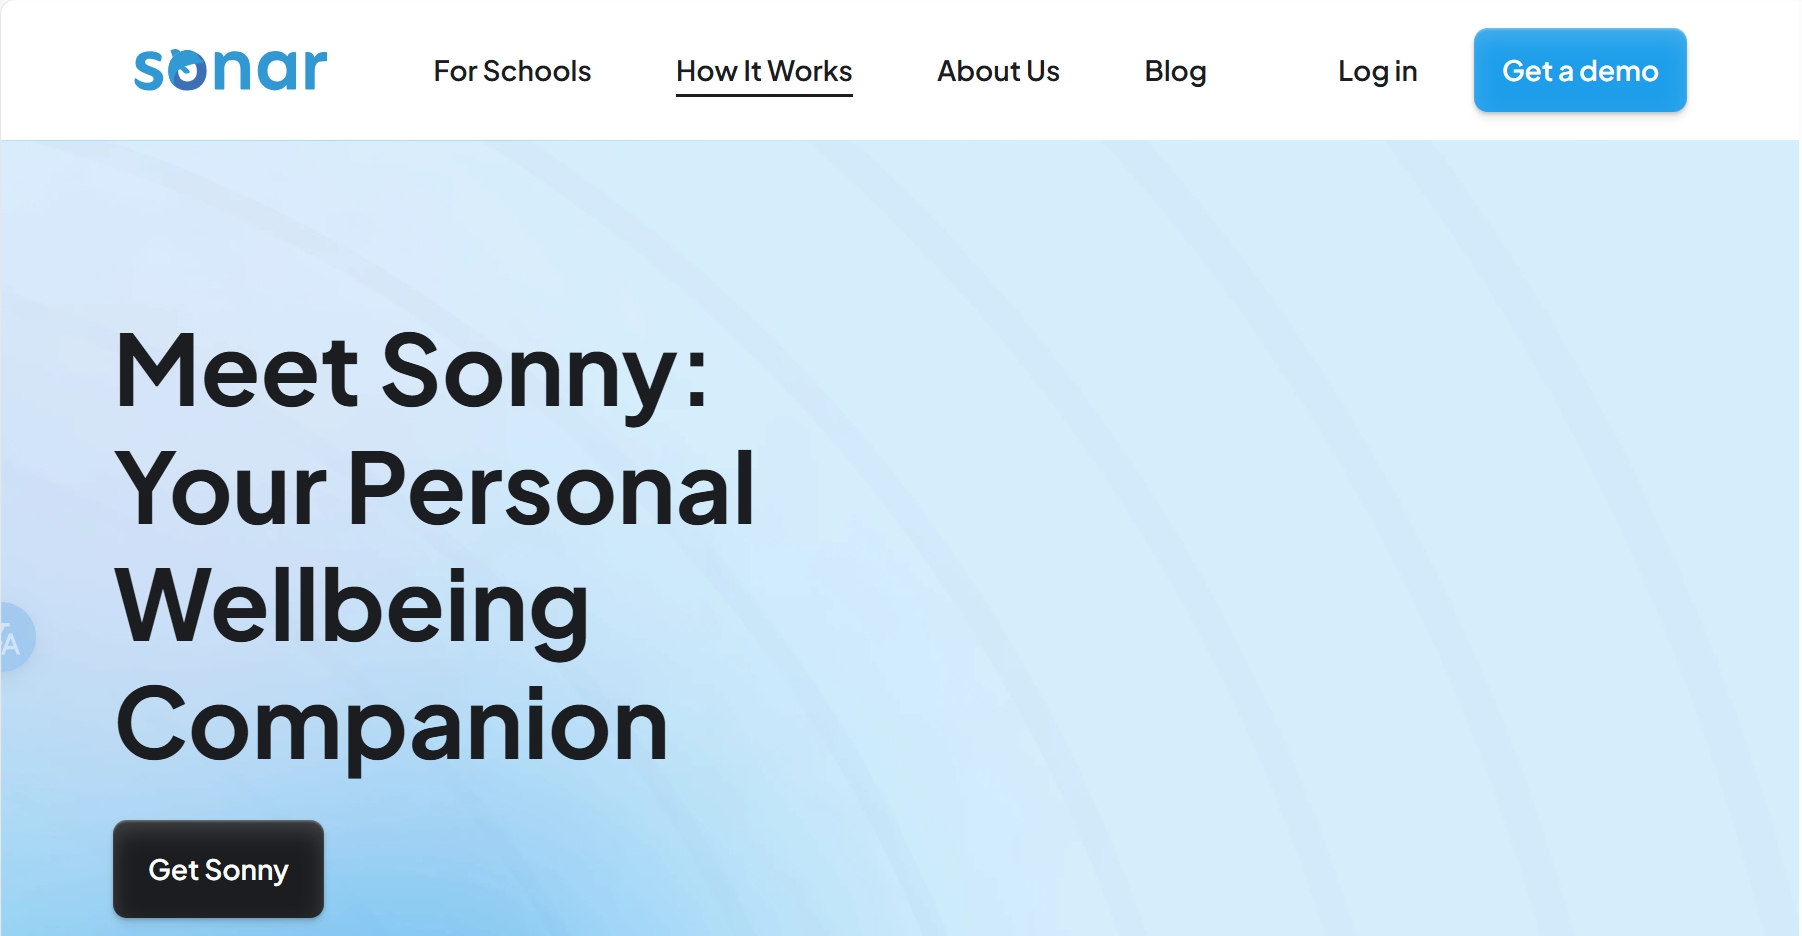 sonar
For Schools
How It Works
About Us
Blog
Log in
Get a demo
Meet Sonny:
Your Personal
Wellbeing
Companion
A
Get Sonny